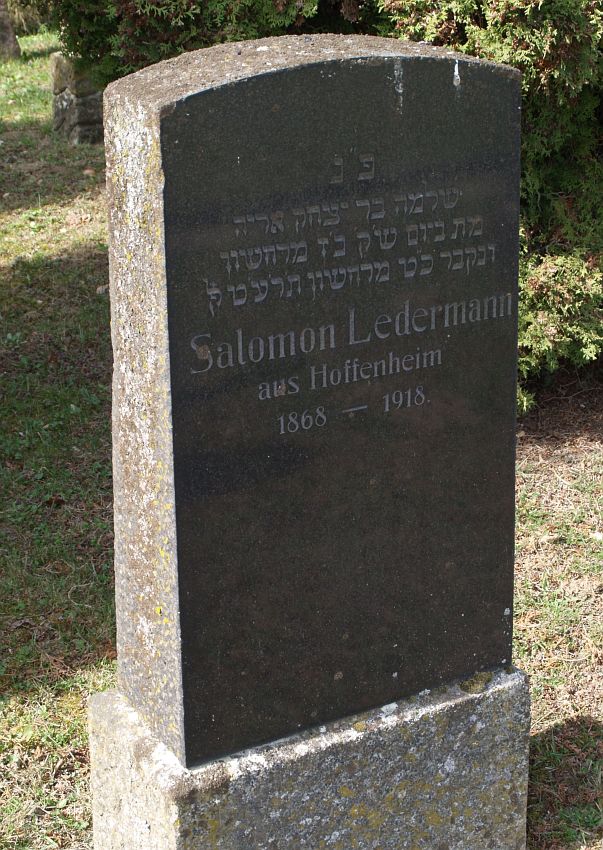 פ״נ
שלמה בר יצחק אריה
מת ביום ש״ק כ״ז מרחשון
ונקבר כ״ט מרחשון תרע״ט ל׳
Salomon Ledermann
aus Hoffenheim
1868 — 1918.